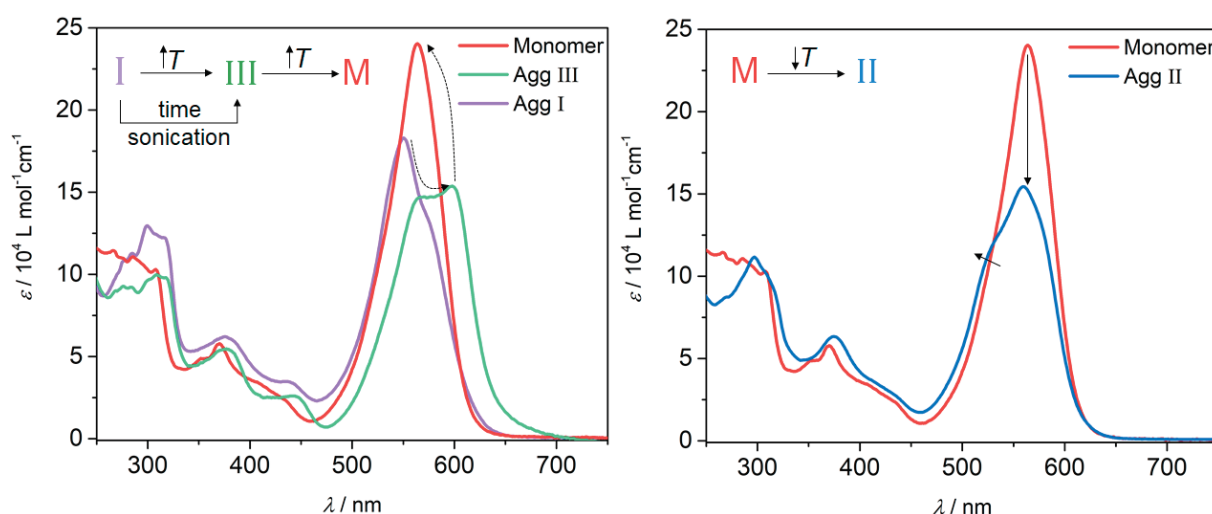 25
20
15
10
5
0
ε / 10⁴ L mol⁻¹cm⁻¹
I ↑T III ↑T M
time
sonication
Monomer
Agg III
Agg I
300 400 500 600 700
λ / nm
25
20
15
10
5
0
ε / 10⁴ L mol⁻¹cm⁻¹
M ↓T II
Monomer
Agg II
300 400 500 600 700
λ / nm